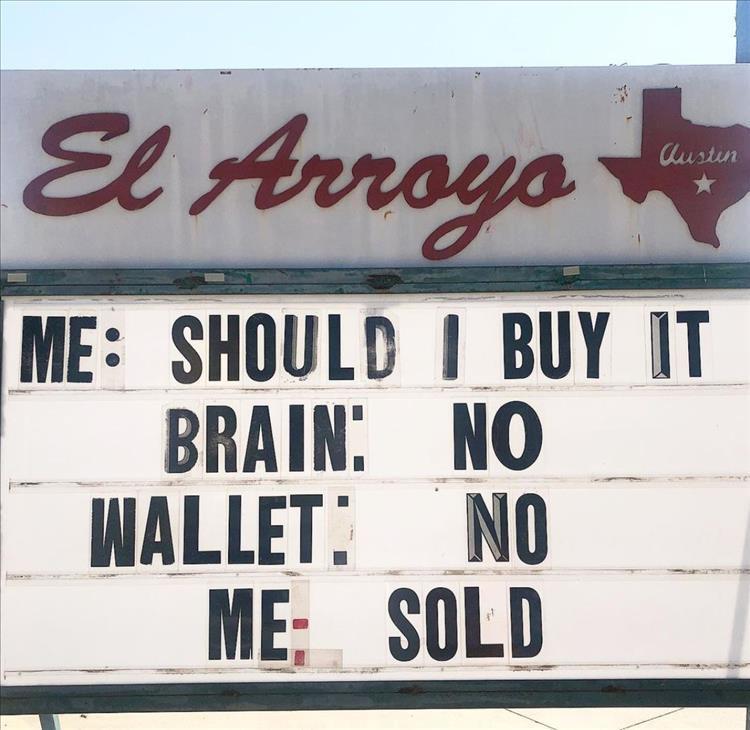 El Arroyo
Austin
ME: SHOULD I BUY IT
BRAIN: NO
WALLET: NO
ME: SOLD